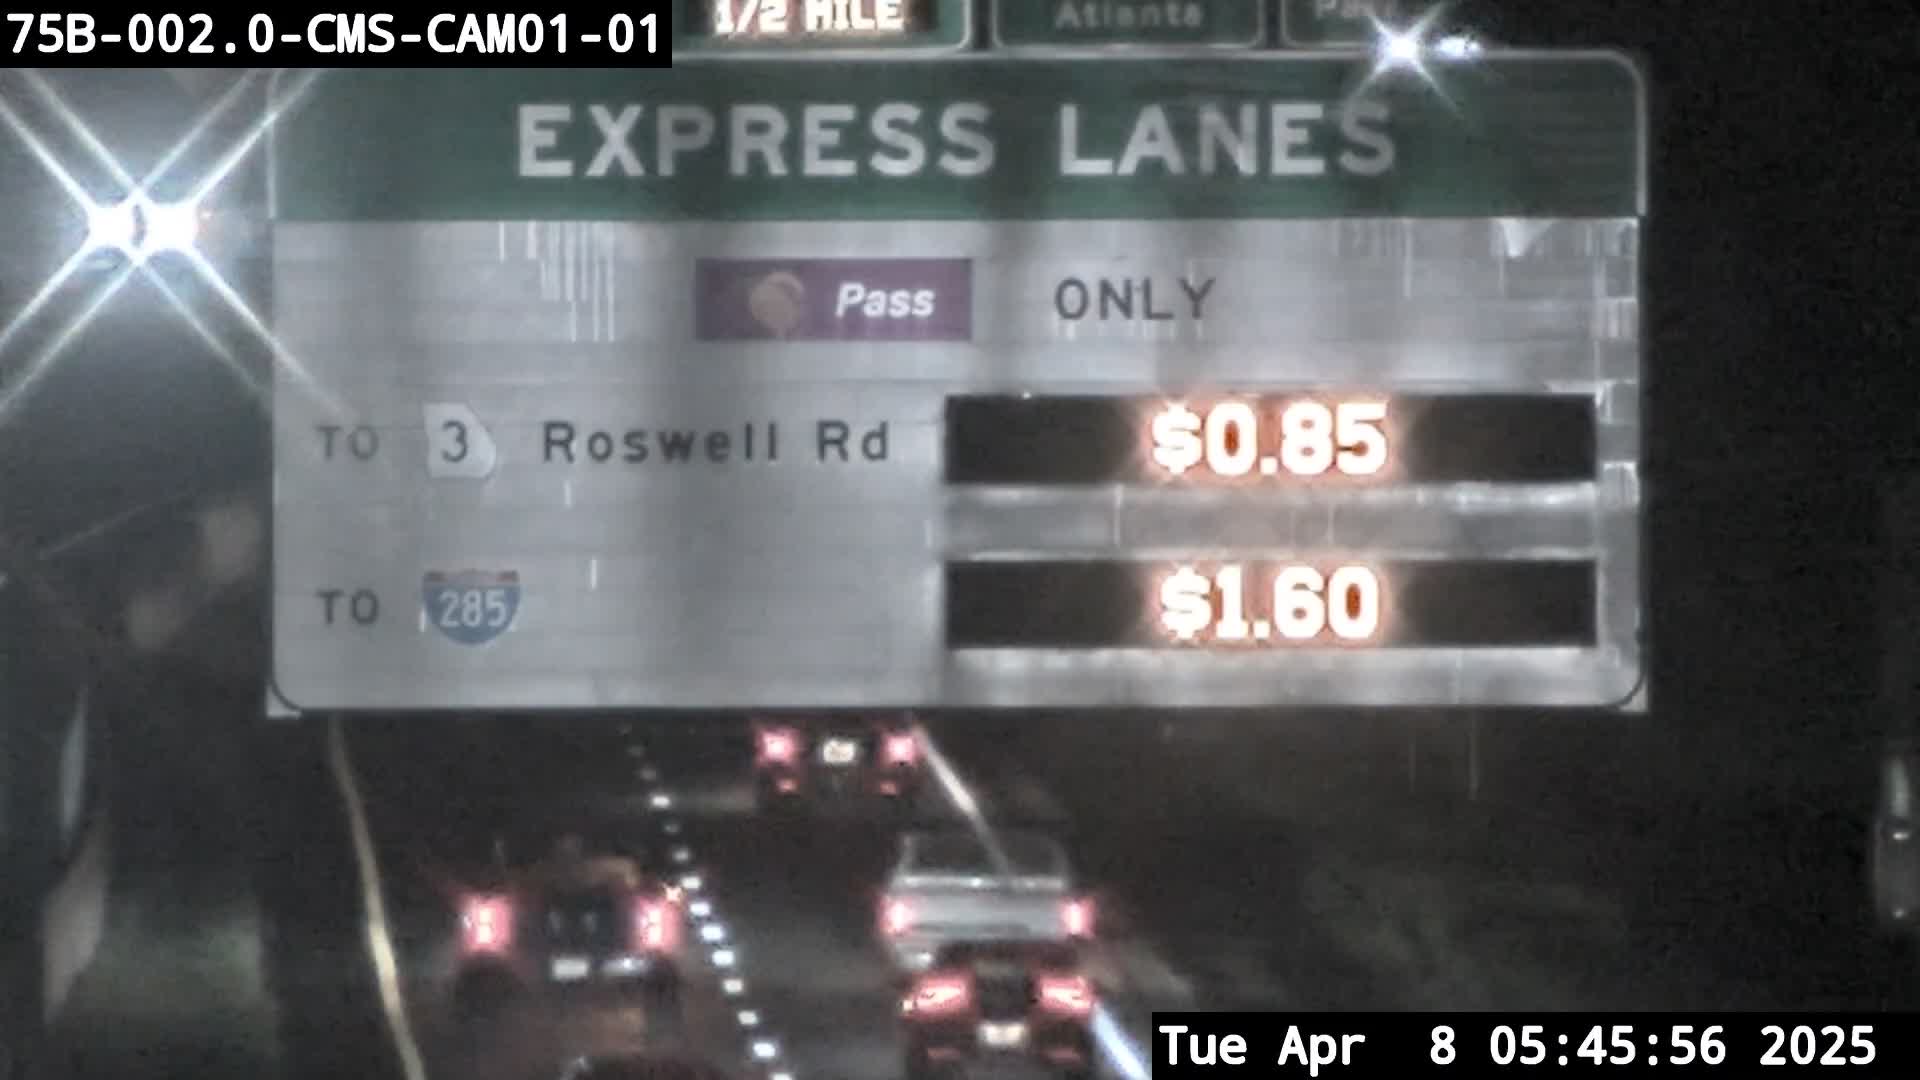 75B-002.0-CMS-CAM01-01
1/2 MILE
Atlanta
EXPRESS LANES
Pass ONLY
TO 3 Roswell Rd $0.85
TO 285 $1.60
Tue Apr 8 05:45:56 2025